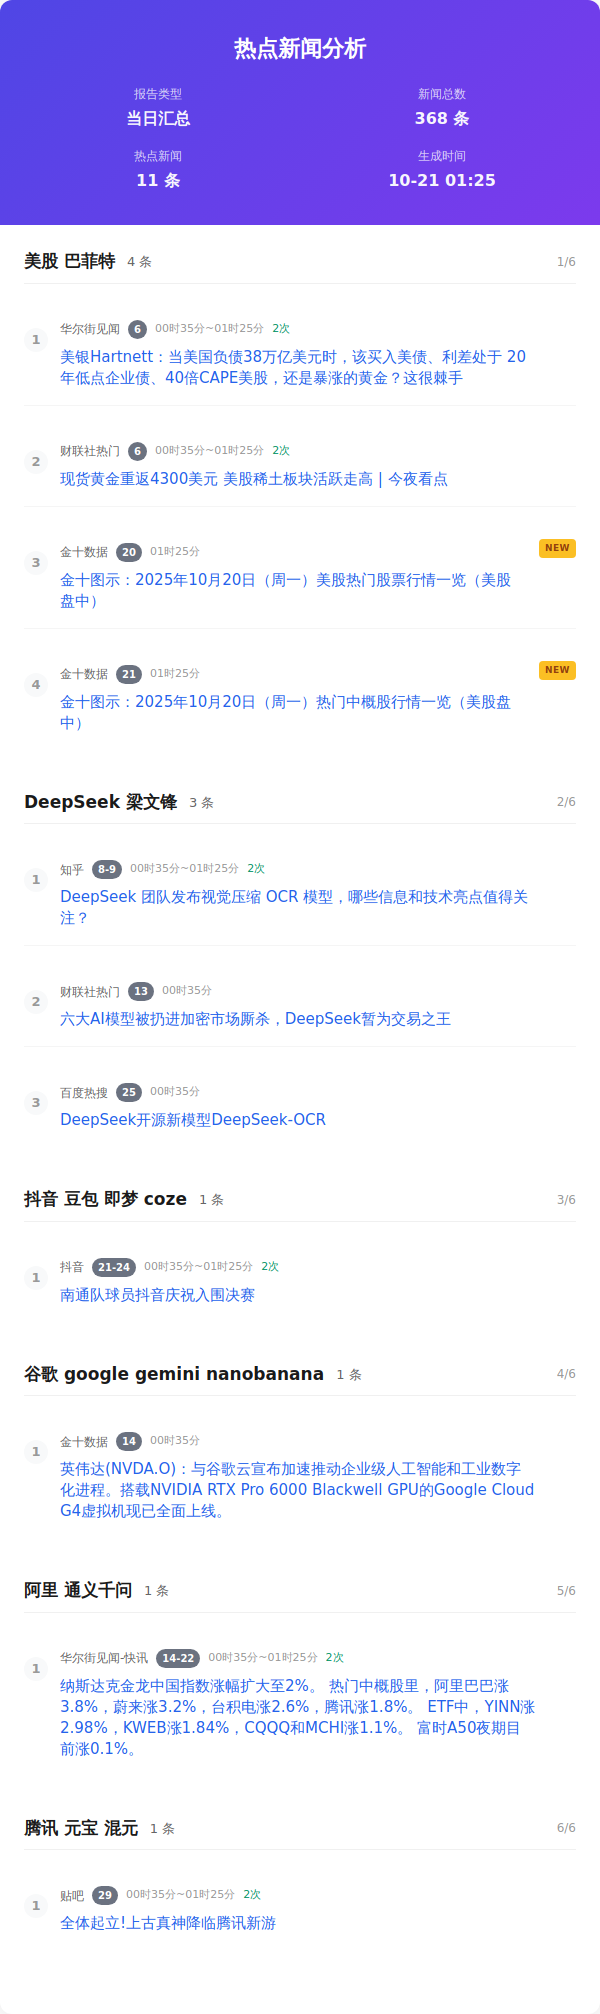 热点新闻分析
报告类型
新闻总数
当日汇总
368 条
热点新闻
生成时间
11 条
10-21 01:25
美股 巴菲特 4 条 1/6
1
华尔街见闻 6 00时35分~01时25分 2次
美银Hartnett：当美国负债38万亿美元时，该买入美债、利差处于 20
年低点企业债、40倍CAPE美股，还是暴涨的黄金？这很棘手
2
财联社热门 6 00时35分~01时25分 2次
现货黄金重返4300美元 美股稀土板块活跃走高 | 今夜看点
3
金十数据 20 01时25分 NEW
金十图示：2025年10月20日（周一）美股热门股票行情一览（美股
盘中）
4
金十数据 21 01时25分 NEW
金十图示：2025年10月20日（周一）热门中概股行情一览（美股盘
中）
DeepSeek 梁文锋 3 条 2/6
1
知乎 8-9 00时35分~01时25分 2次
DeepSeek 团队发布视觉压缩 OCR 模型，哪些信息和技术亮点值得关
注？
2
财联社热门 13 00时35分
六大AI模型被扔进加密市场厮杀，DeepSeek暂为交易之王
3
百度热搜 25 00时35分
DeepSeek开源新模型DeepSeek-OCR
抖音 豆包 即梦 coze 1 条 3/6
1
抖音 21-24 00时35分~01时25分 2次
南通队球员抖音庆祝入围决赛
谷歌 google gemini nanobanana 1 条 4/6
1
金十数据 14 00时35分
英伟达(NVDA.O)：与谷歌云宣布加速推动企业级人工智能和工业数字
化进程。搭载NVIDIA RTX Pro 6000 Blackwell GPU的Google Cloud
G4虚拟机现已全面上线。
阿里 通义千问 1 条 5/6
1
华尔街见闻-快讯 14-22 00时35分~01时25分 2次
纳斯达克金龙中国指数涨幅扩大至2%。 热门中概股里，阿里巴巴涨
3.8%，蔚来涨3.2%，台积电涨2.6%，腾讯涨1.8%。 ETF中，YINN涨
2.98%，KWEB涨1.84%，CQQQ和MCHI涨1.1%。 富时A50夜期目
前涨0.1%。
腾讯 元宝 混元 1 条 6/6
1
贴吧 29 00时35分~01时25分 2次
全体起立!上古真神降临腾讯新游